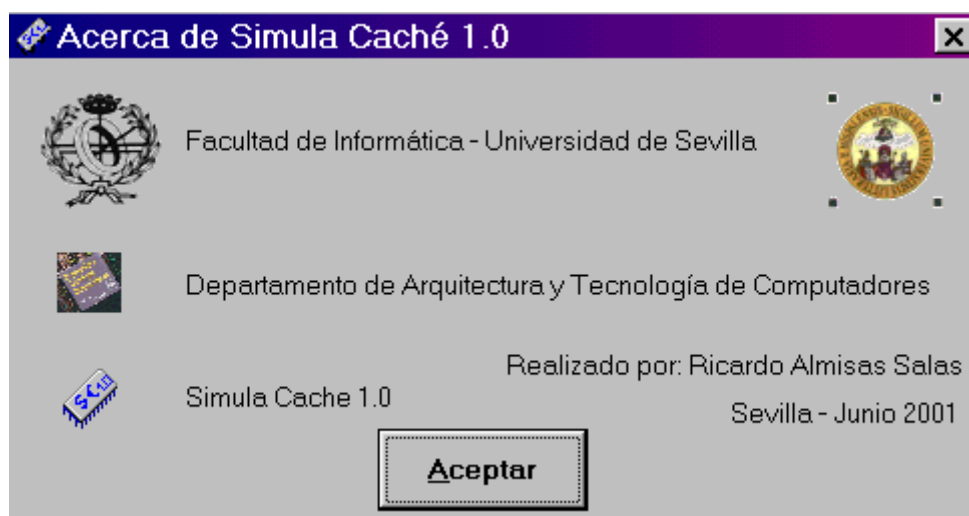 Acerca de Simula Caché 1.0
Facultad de Informática - Universidad de Sevilla
Departamento de Arquitectura y Tecnología de Computadores
Realizado por: Ricardo Almisas Salas
Simula Cache 1.0
Sevilla - Junio 2001
Aceptar